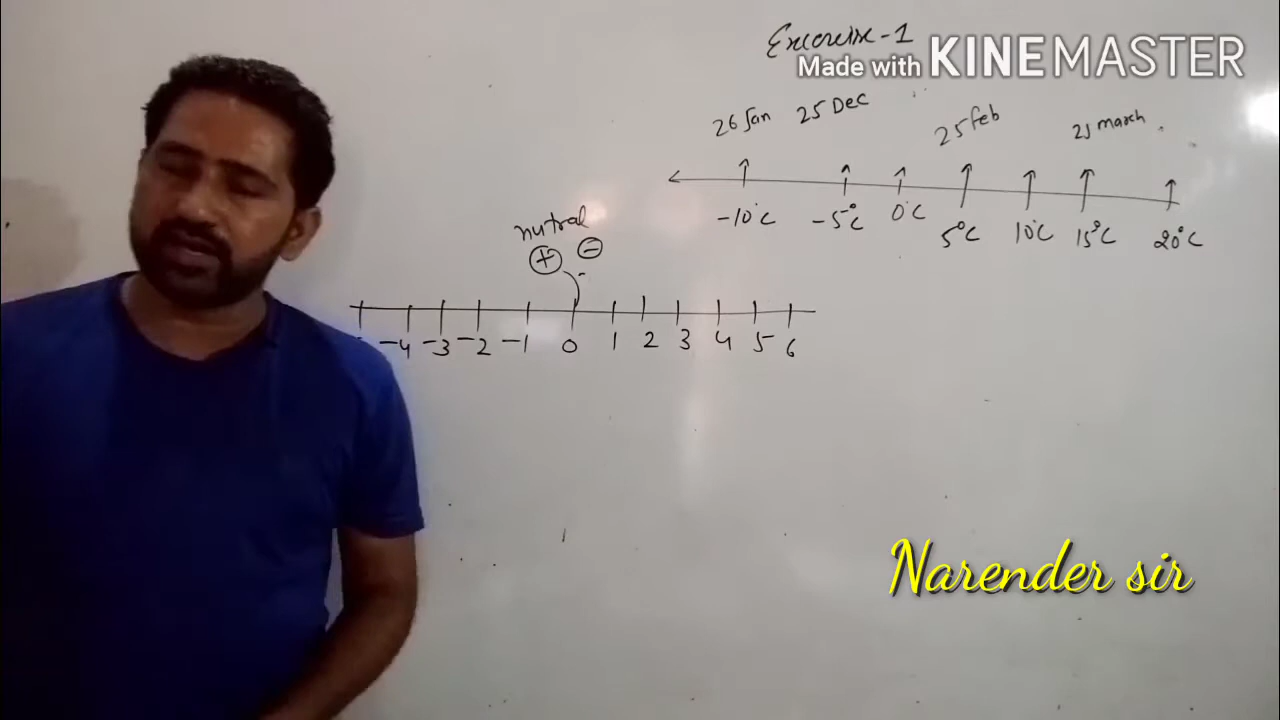 Exercise-1
Made with KINEMASTER
26 Jan 25 Dec 25 feb 25 march
-10°C -5°C 0°C 5°C 10°C 15°C 20°C
nutral
+ -
-4 -3 -2 -1 0 1 2 3 4 5 6
Narender sir